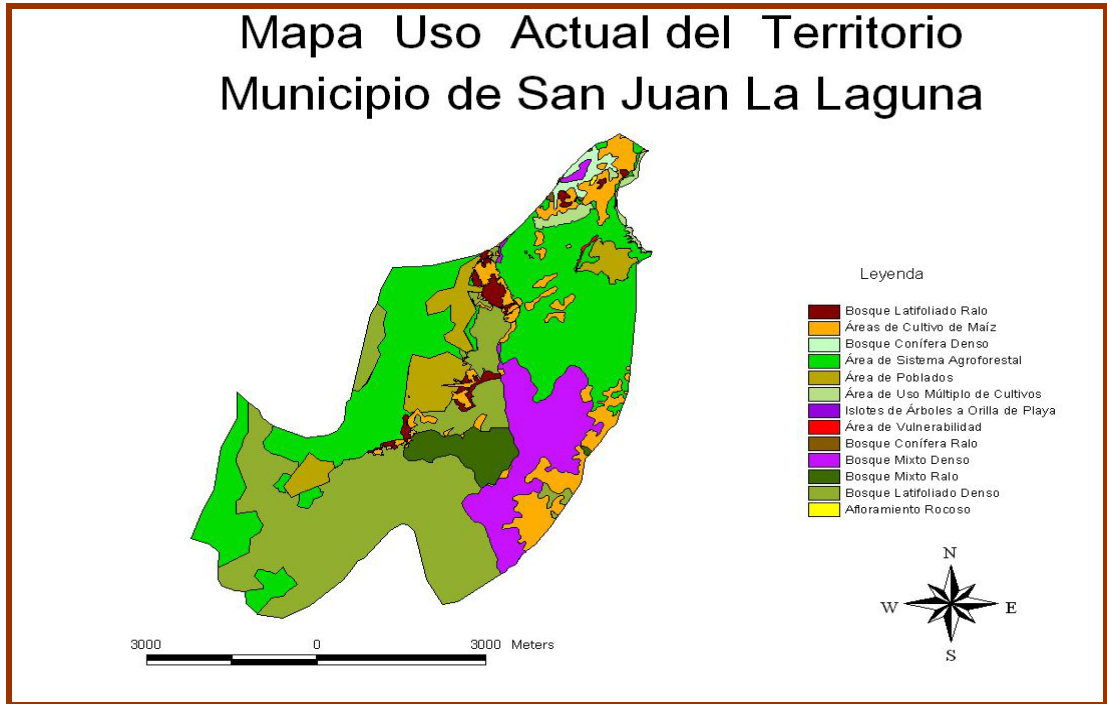 Mapa Uso Actual del Territorio
Municipio de San Juan La Laguna
Leyenda
Bosque Latifoliado Ralo
Áreas de Cultivo de Maíz
Bosque Conífera Denso
Área de Sistema Agroforestal
Área de Poblados
Área de Uso Múltiplo de Cultivos
Islotes de Árboles a Orilla de Playa
Área de Vulnerabilidad
Bosque Conífera Ralo
Bosque Mixto Denso
Bosque Mixto Ralo
Bosque Latifoliado Denso
Afloramiento Rocoso
N
W E
S
3000 0 3000 Meters